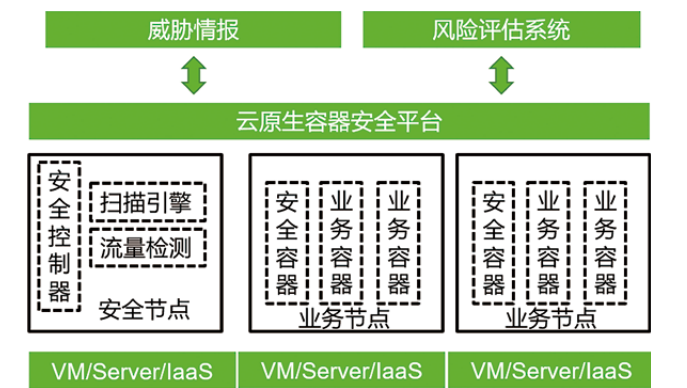 威胁情报
风险评估系统
云原生容器安全平台
安全控制器
扫描引擎
流量检测
安全节点
安全容器
业务容器
业务容器
业务节点
安全容器
业务容器
业务容器
业务节点
VM/Server/IaaS
VM/Server/IaaS
VM/Server/IaaS